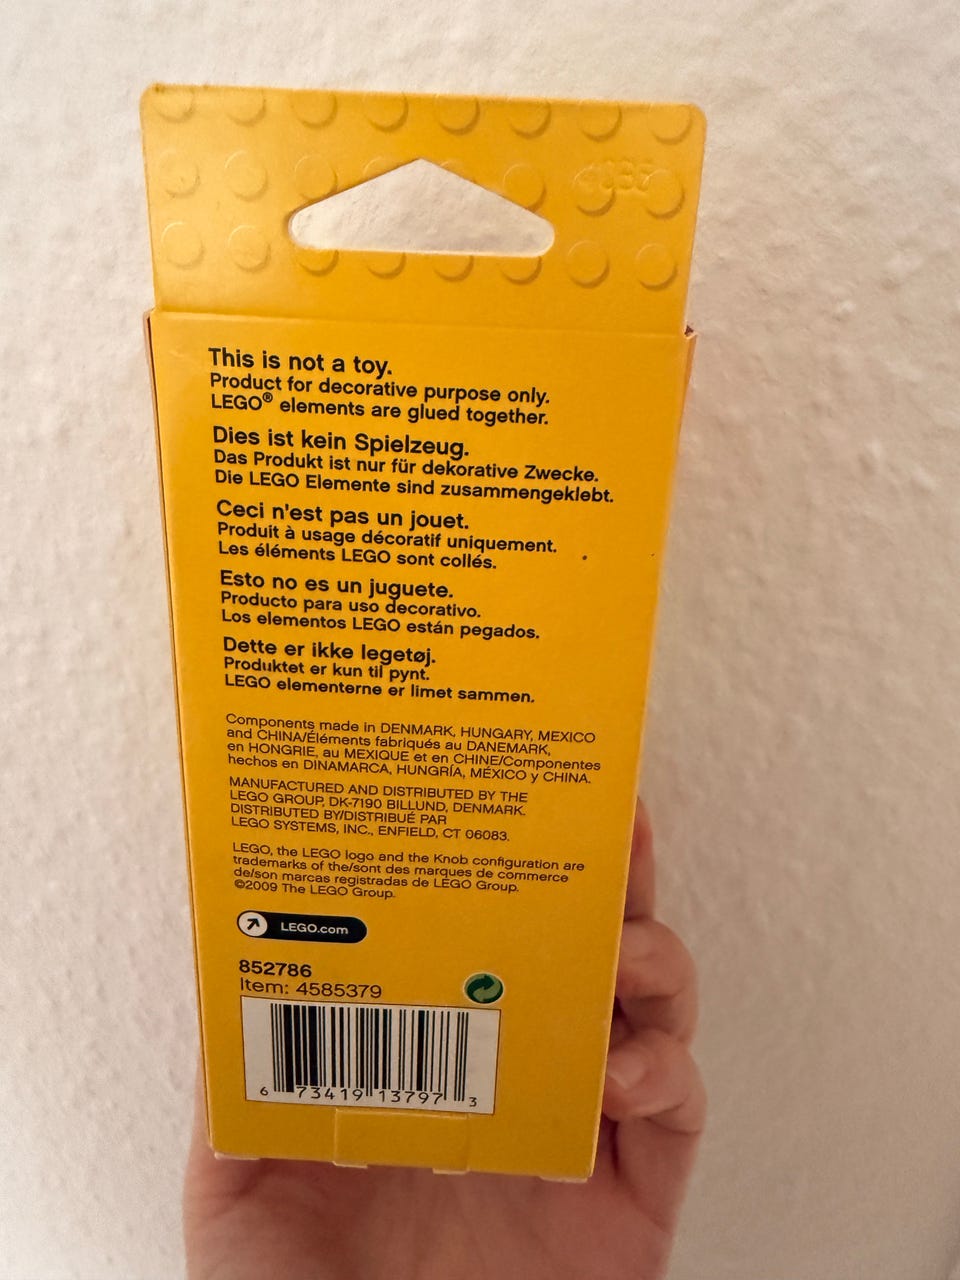 This is not a toy.
Product for decorative purpose only.
LEGO® elements are glued together.
Dies ist kein Spielzeug.
Das Produkt ist nur für dekorative Zwecke.
Die LEGO Elemente sind zusammengeklebt.
Ceci n'est pas un jouet.
Produit à usage décoratif uniquement.
Les éléments LEGO sont collés.
Esto no es un juguete.
Producto para uso decorativo.
Los elementos LEGO están pegados.
Dette er ikke legetøj.
Produktet er kun til pynt.
LEGO elementerne er limet sammen.
Components made in DENMARK, HUNGARY, MEXICO
and CHINA/Éléments fabriqués au DANEMARK,
en HONGRIE, au MEXIQUE et en CHINE/Componentes
hechos en DINAMARCA, HUNGRÍA, MÉXICO y CHINA.
MANUFACTURED AND DISTRIBUTED BY THE
LEGO GROUP, DK-7190 BILLUND, DENMARK.
DISTRIBUTED BY/DISTRIBUÉ PAR
LEGO SYSTEMS, INC., ENFIELD, CT 06083.
LEGO, the LEGO logo and the Knob configuration are
trademarks of the/sont des marques de commerce
de/son marcas registradas de LEGO Group.
©2009 The LEGO Group.
LEGO.com
852786
Item: 4585379
6 73419 13797 3